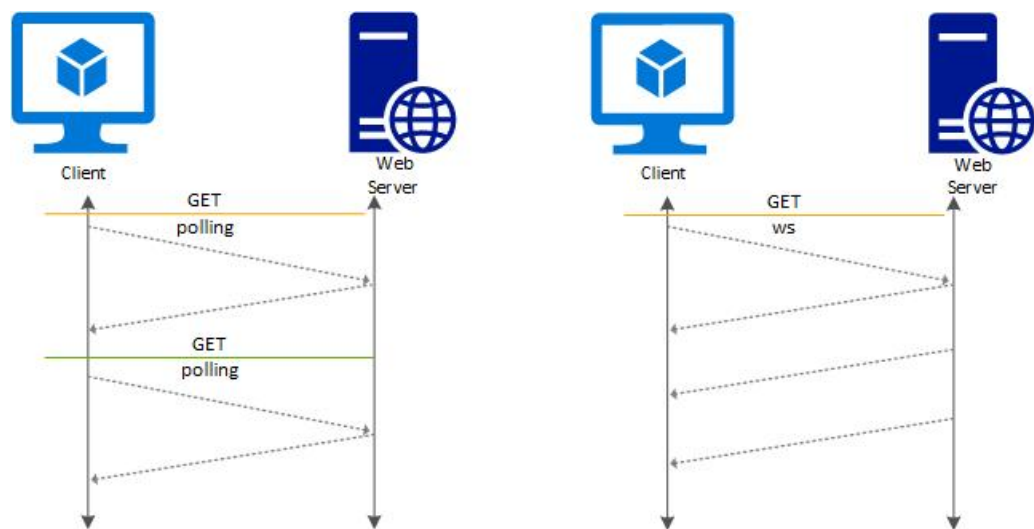 Client
Web
Server
GET
polling
GET
polling
Client
Web
Server
GET
ws